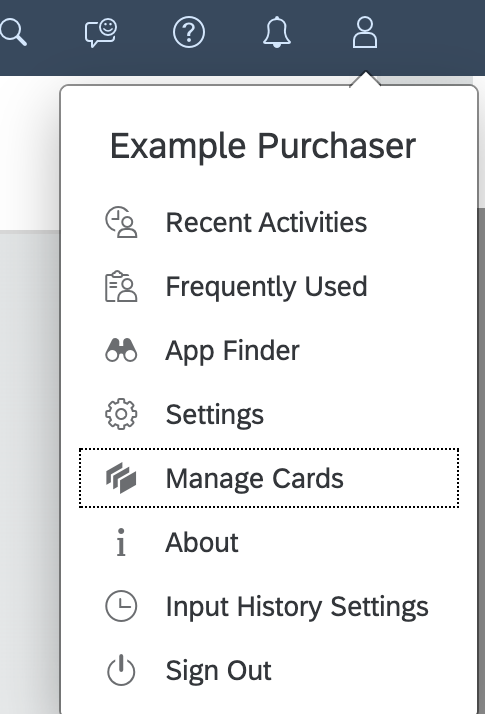 Example Purchaser
Recent Activities
Frequently Used
App Finder
Settings
Manage Cards
About
Input History Settings
Sign Out